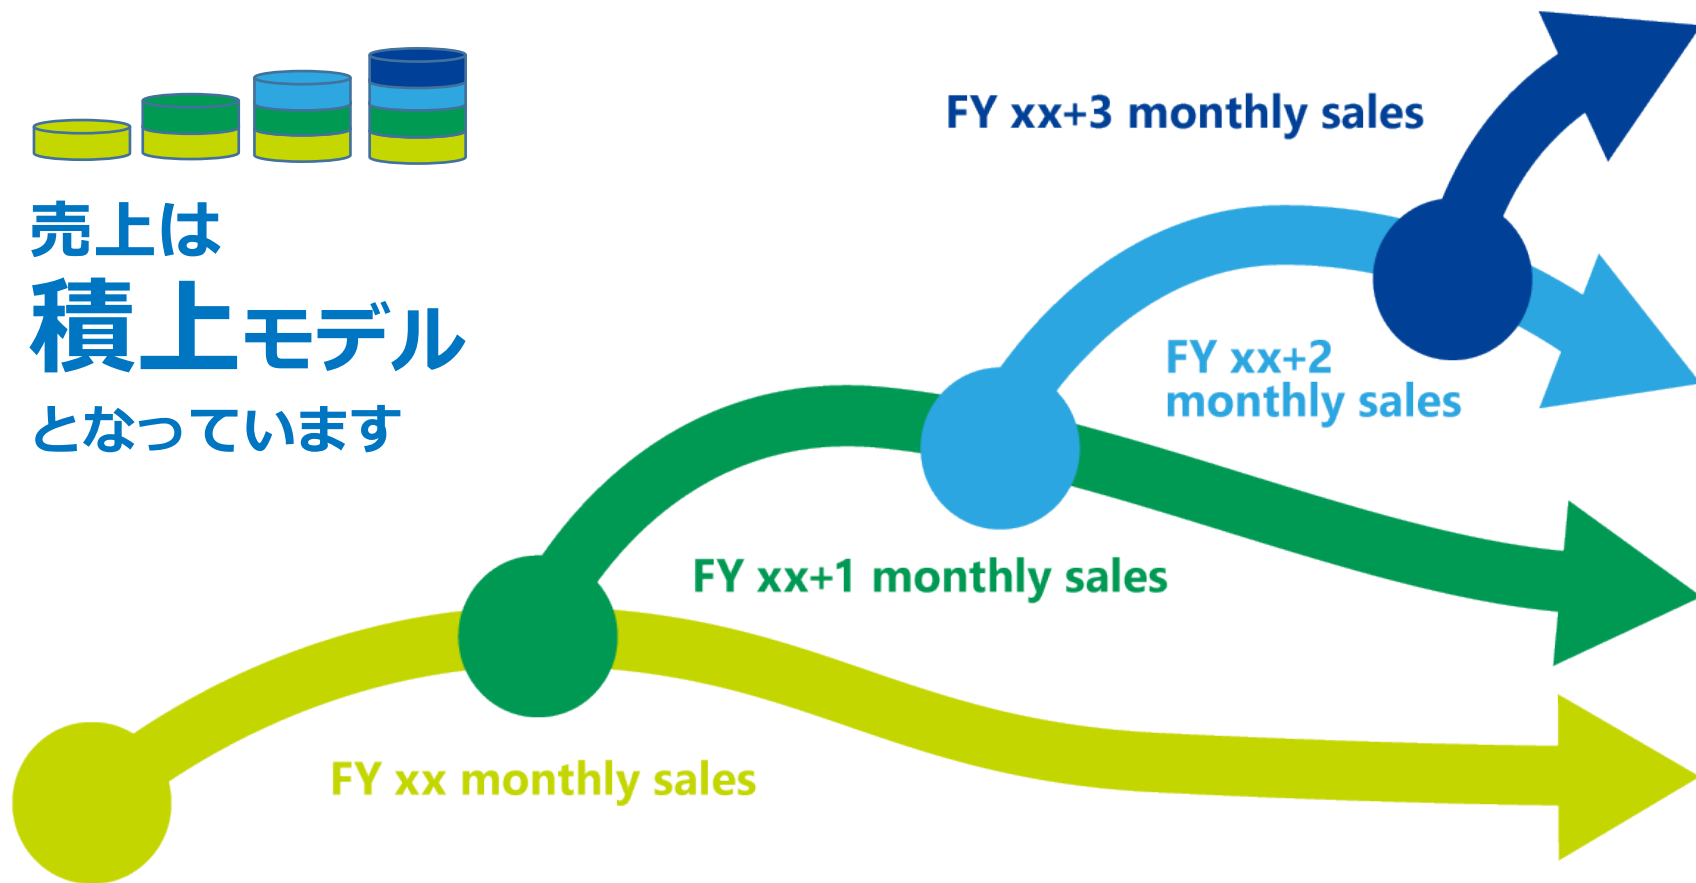 売上は
積上モデル
となっています
FY xx+3 monthly sales
FY xx+2
monthly sales
FY xx+1 monthly sales
FY xx monthly sales